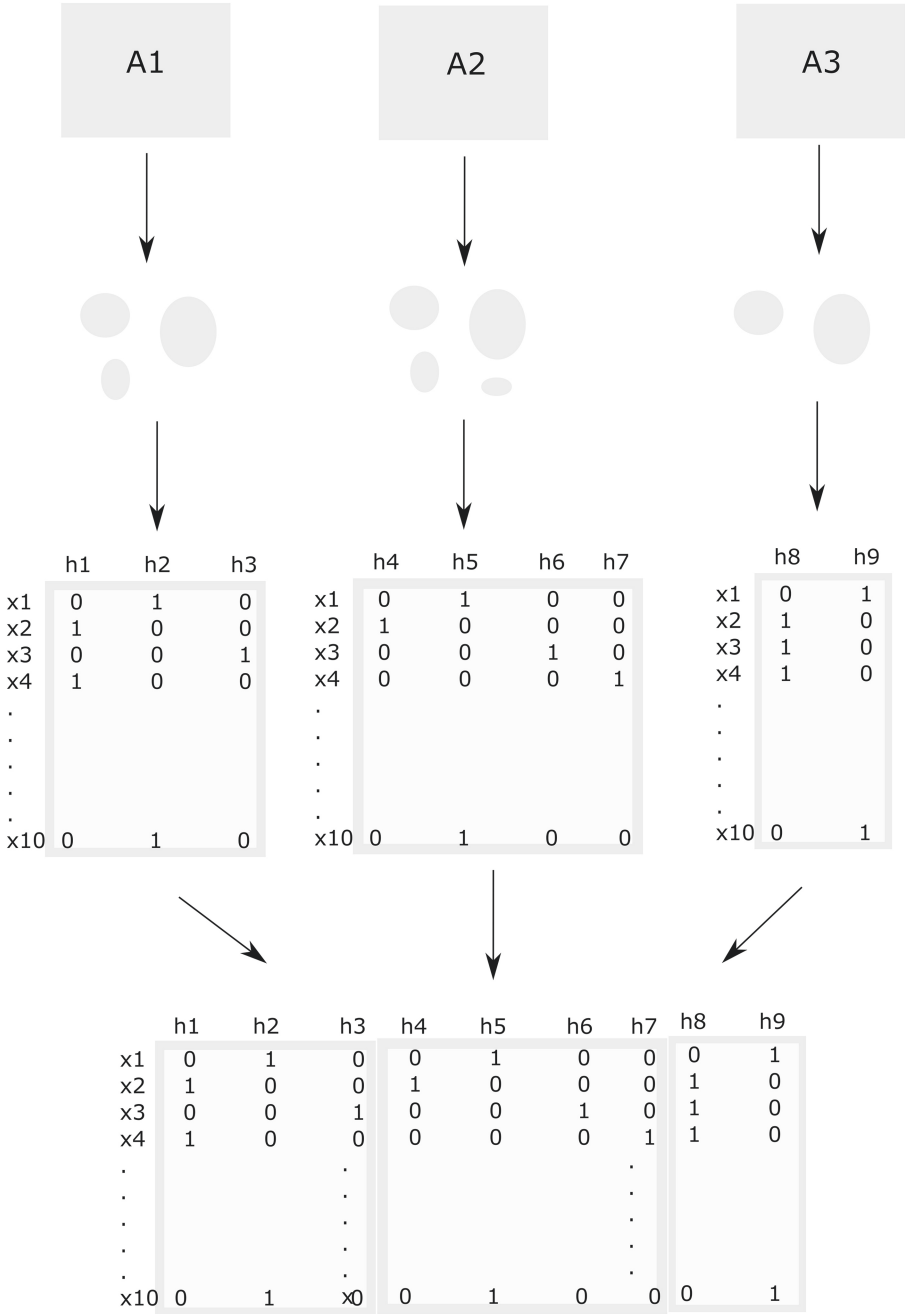 A1 A2 A3
h1 h2 h3
x1 0 1 0
x2 1 0 0
x3 0 0 1
x4 1 0 0
.
.
.
.
.
x10 0 1 0
h4 h5 h6 h7
x1 0 1 0 0
x2 1 0 0 0
x3 0 0 1 0
x4 0 0 0 1
.
.
.
.
.
x10 0 1 0 0
h8 h9
x1 0 1
x2 1 0
x3 1 0
x4 1 0
.
.
.
.
.
x10 0 1
h1 h2 h3 h4 h5 h6 h7 h8 h9
x1 0 1 0 0 1 0 0 0 1
x2 1 0 0 1 0 0 0 1 0
x3 0 0 1 0 0 1 0 1 0
x4 1 0 0 0 0 0 1 1 0
. . .
. . .
. . .
. . .
. . .
x10 0 1 x0 0 1 0 0 0 1